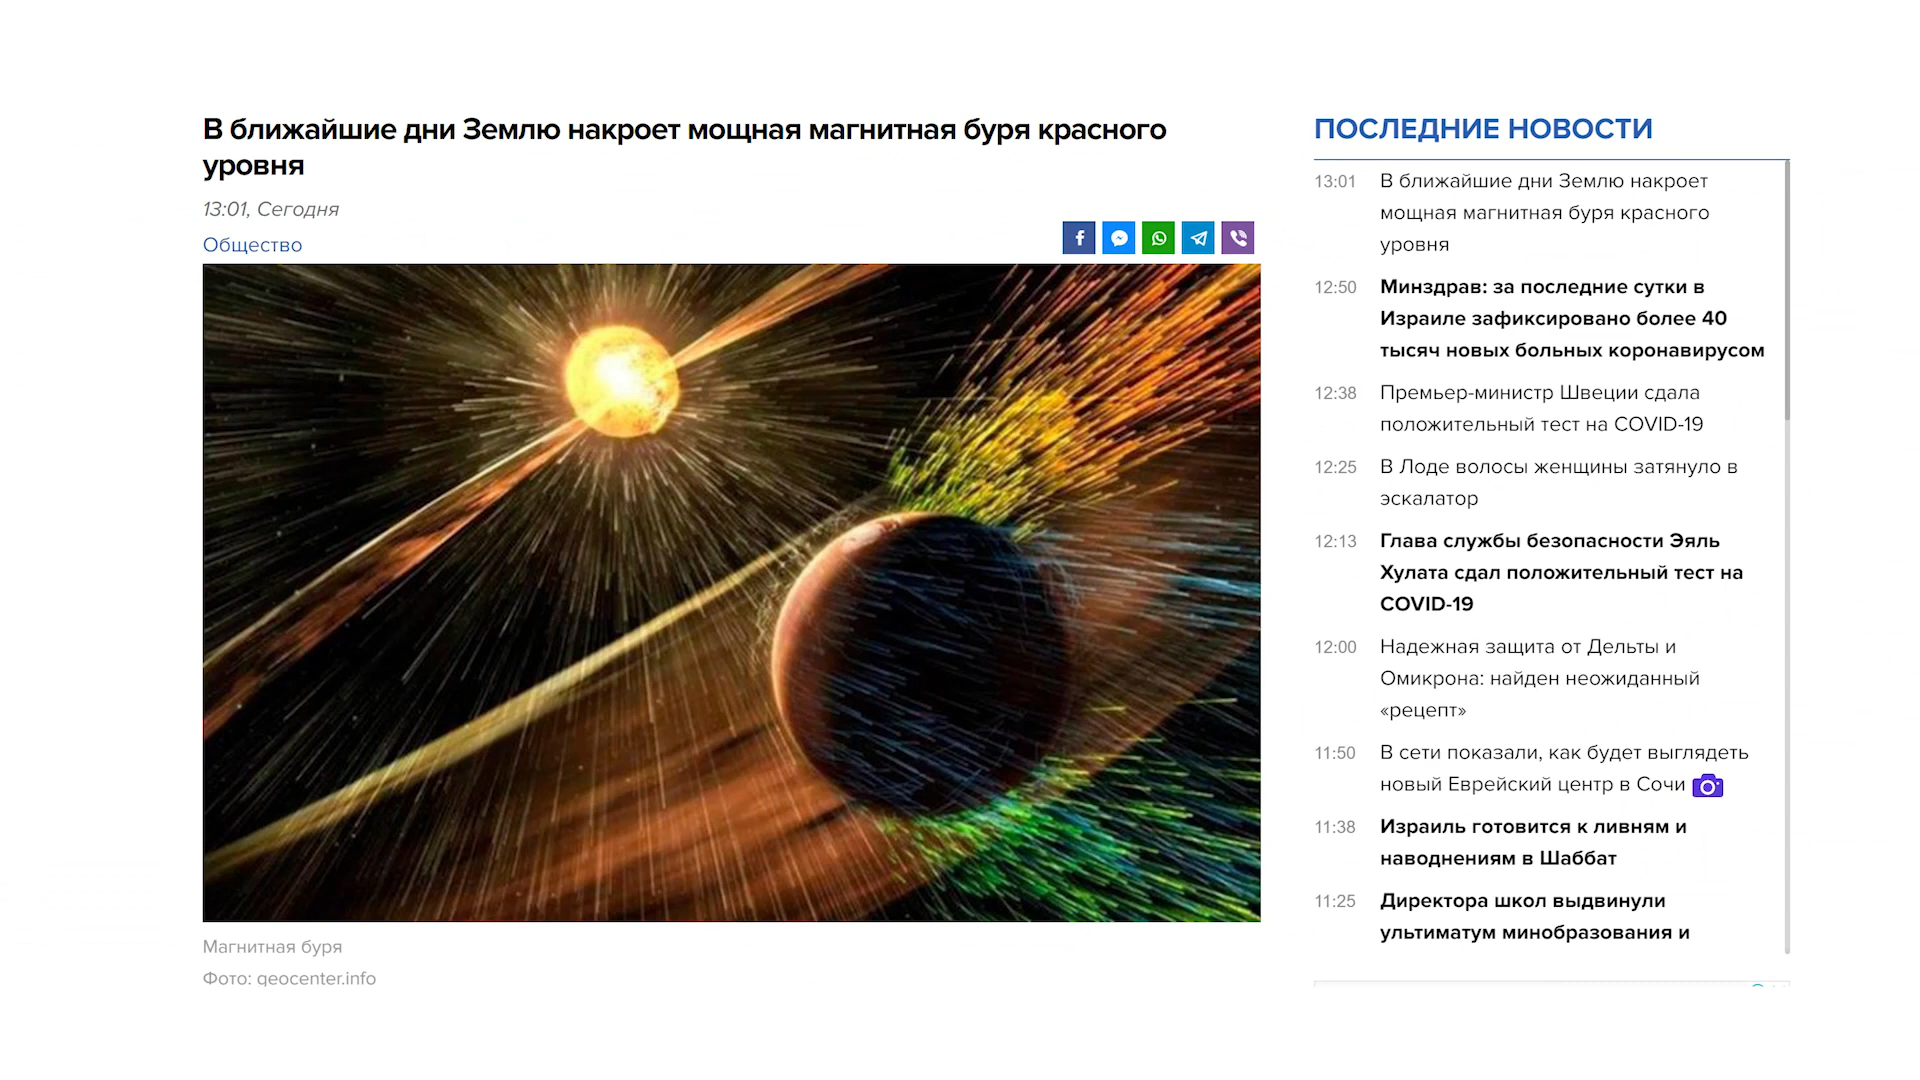 В ближайшие дни Землю накроет мощная магнитная буря красного
уровня
13:01, Сегодня
Общество
Магнитная буря
Фото: geocenter.info
ПОСЛЕДНИЕ НОВОСТИ
13:01 В ближайшие дни Землю накроет
мощная магнитная буря красного
уровня
12:50 Минздрав: за последние сутки в
Израиле зафиксировано более 40
тысяч новых больных коронавирусом
12:38 Премьер-министр Швеции сдала
положительный тест на COVID-19
12:25 В Лоде волосы женщины затянуло в
эскалатор
12:13 Глава службы безопасности Эяль
Хулата сдал положительный тест на
COVID-19
12:00 Надежная защита от Дельты и
Омикрона: найден неожиданный
«рецепт»
11:50 В сети показали, как будет выглядеть
новый Еврейский центр в Сочи
11:38 Израиль готовится к ливням и
наводнениям в Шаббат
11:25 Директора школ выдвинули
ультиматум минобразования и